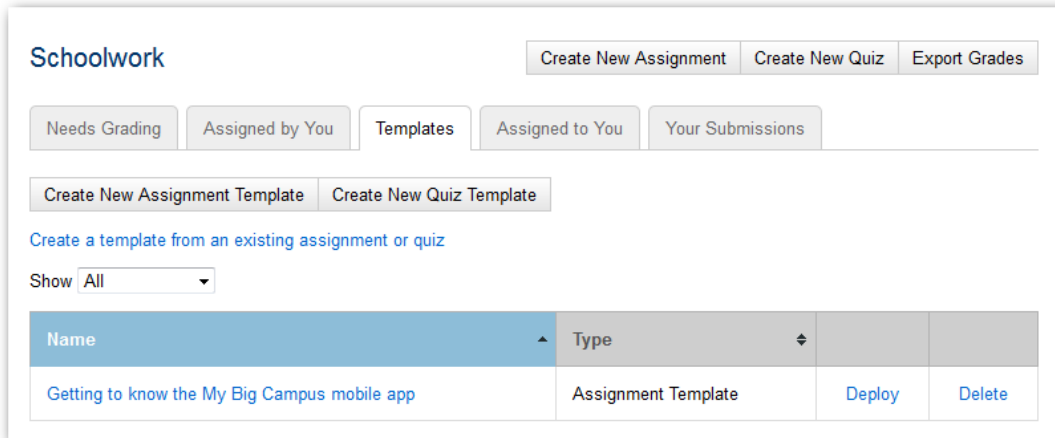 Schoolwork
Create New Assignment Create New Quiz Export Grades
Needs Grading Assigned by You Templates Assigned to You Your Submissions
Create New Assignment Template Create New Quiz Template
Create a template from an existing assignment or quiz
Show All
Name Type
Getting to know the My Big Campus mobile app Assignment Template Deploy Delete